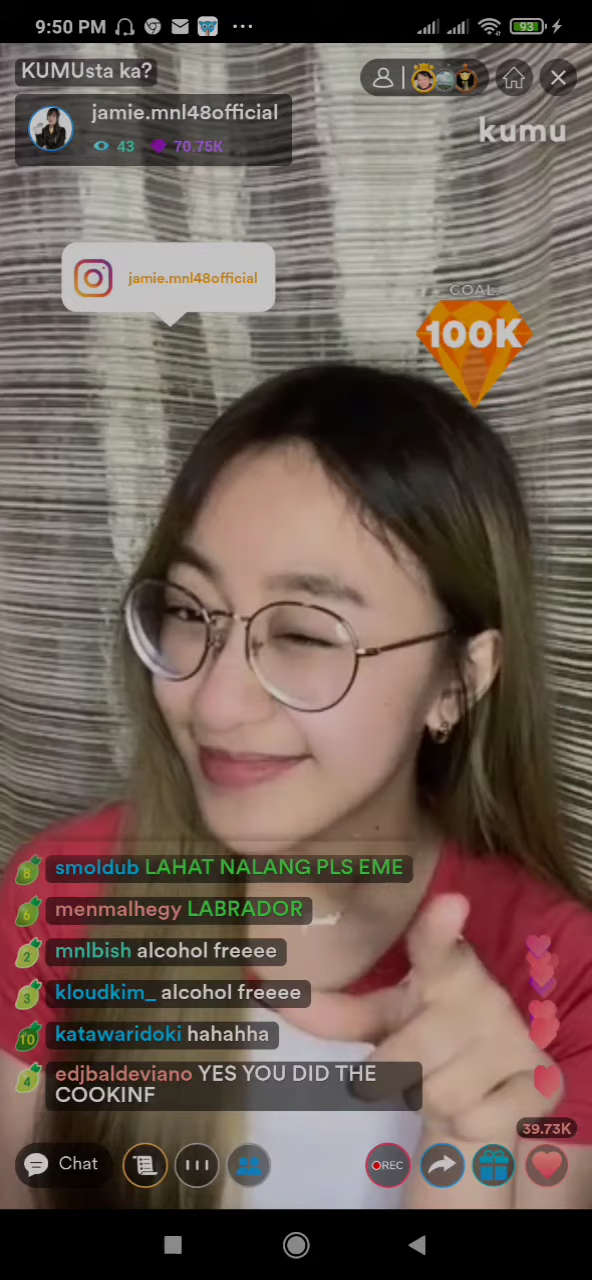 9:50 PM
93
KUMUsta ka?
jamie.mnl48official
43 70.75K
kumu
jamie.mnl48official
GOAL:
100K
8 smoldub LAHAT NALANG PLS EME
6 menmalhegy LABRADOR
2 mnlbish alcohol freeee
3 kloudkim_ alcohol freeee
10 katawaridoki hahahha
4 edjbaldeviano YES YOU DID THE
COOKINF
39.73K
Chat
REC